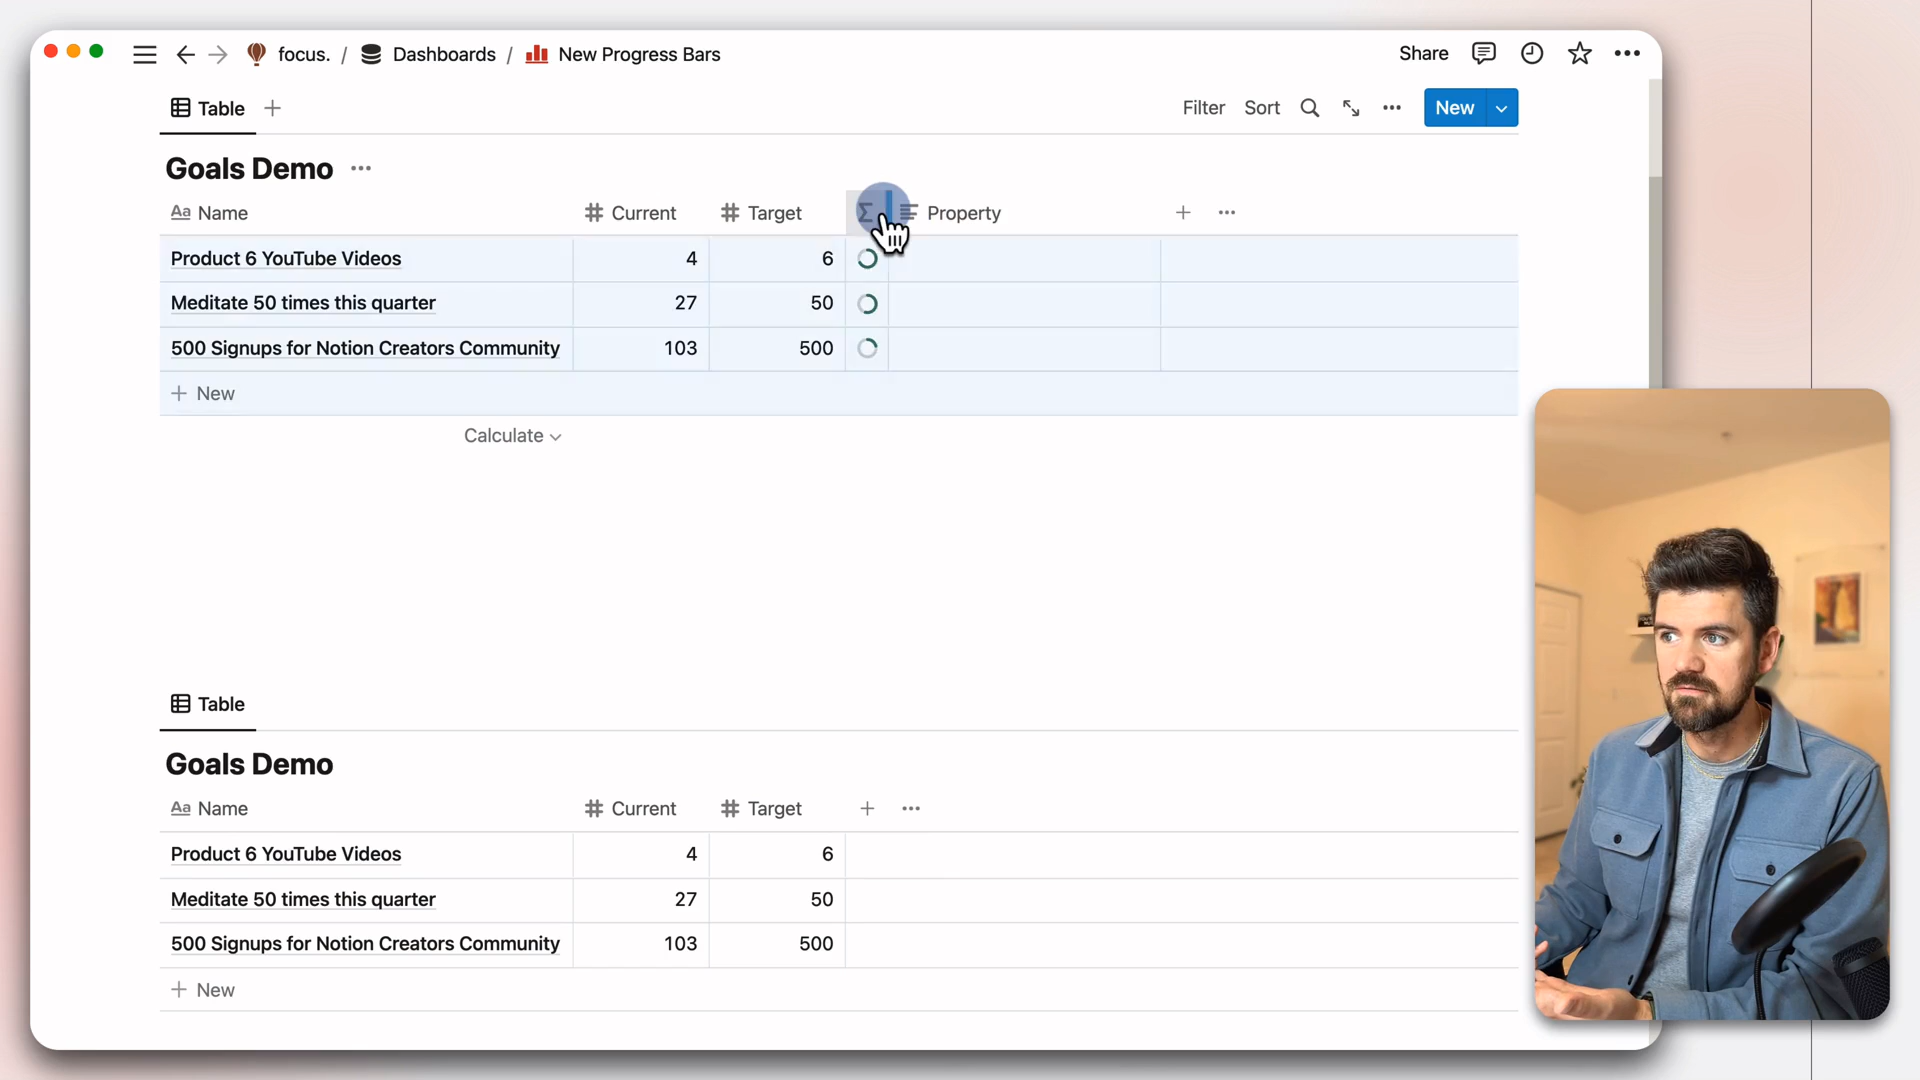 focus. / Dashboards / New Progress Bars
Share
Table
Filter Sort
New
Goals Demo
Aa Name # Current # Target Σ Property
Product 6 YouTube Videos 4 6
Meditate 50 times this quarter 27 50
500 Signups for Notion Creators Community 103 500
+ New
Calculate
Table
Goals Demo
Aa Name # Current # Target
Product 6 YouTube Videos 4 6
Meditate 50 times this quarter 27 50
500 Signups for Notion Creators Community 103 500
+ New